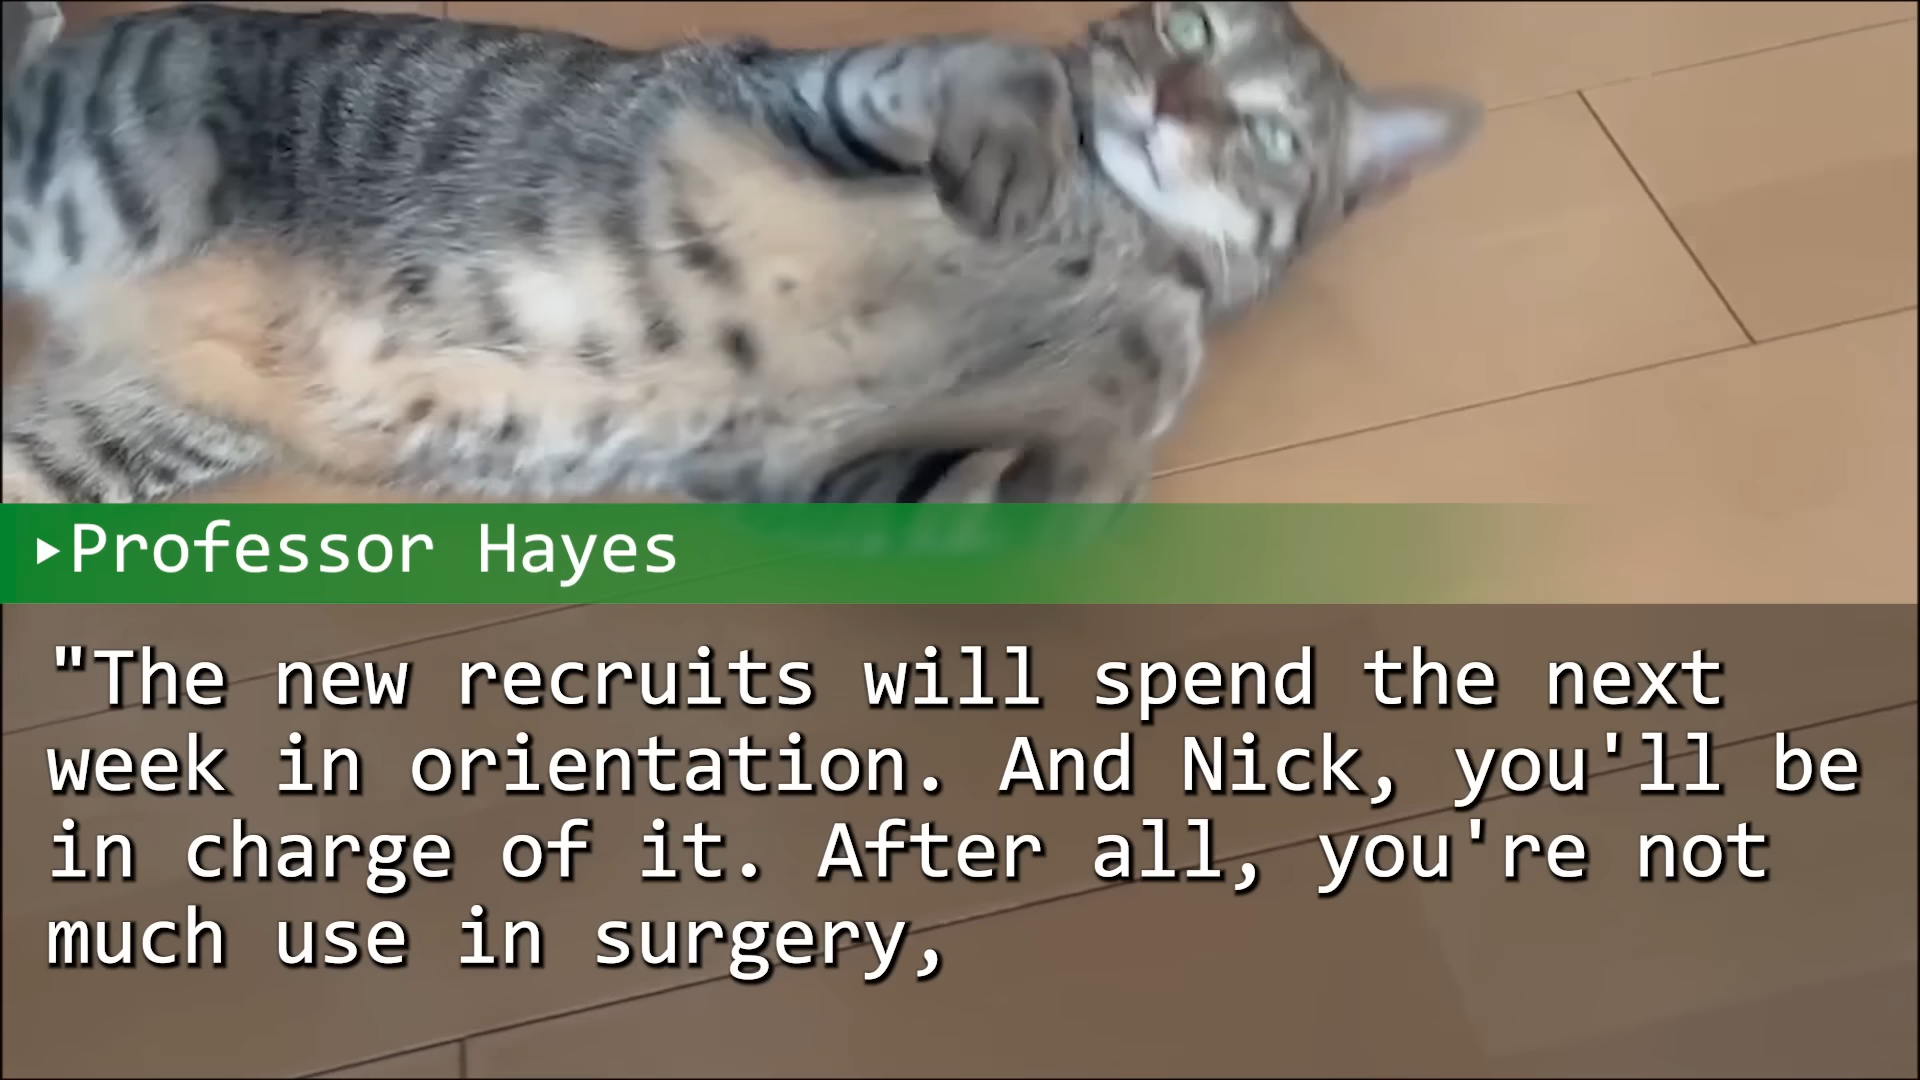 Professor Hayes
"The new recruits will spend the next
week in orientation. And Nick, you'll be
in charge of it. After all, you're not
much use in surgery,